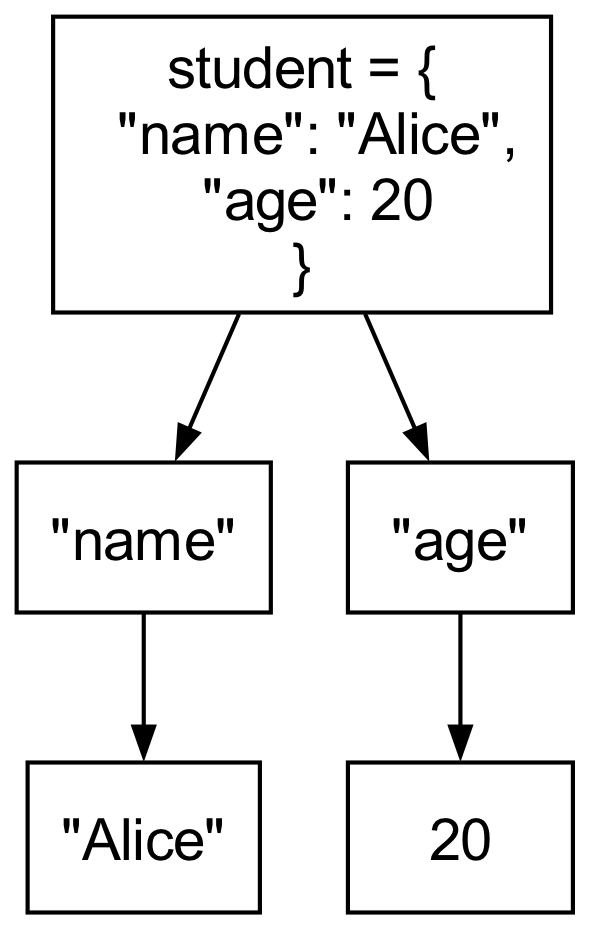 student = {
"name": "Alice",
"age": 20
}
"name"
"age"
"Alice"
20